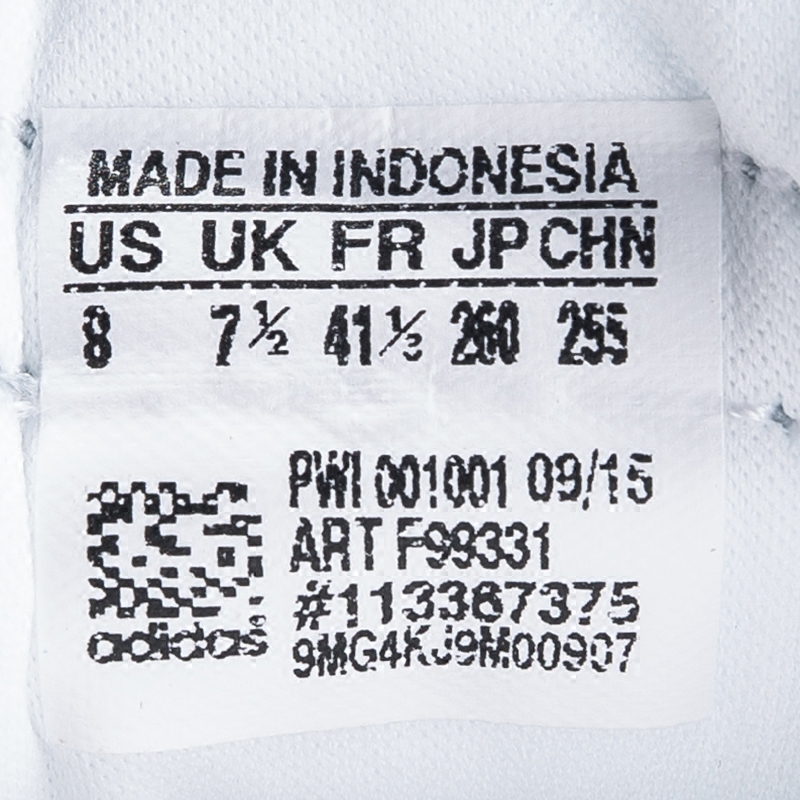 MADE IN INDONESIA
US UK FR JP CHN
8 7½ 41⅓ 260 255
PWI 001001 09/15
ART F99331
#113367375
adidas
9MG4KJ9M00907